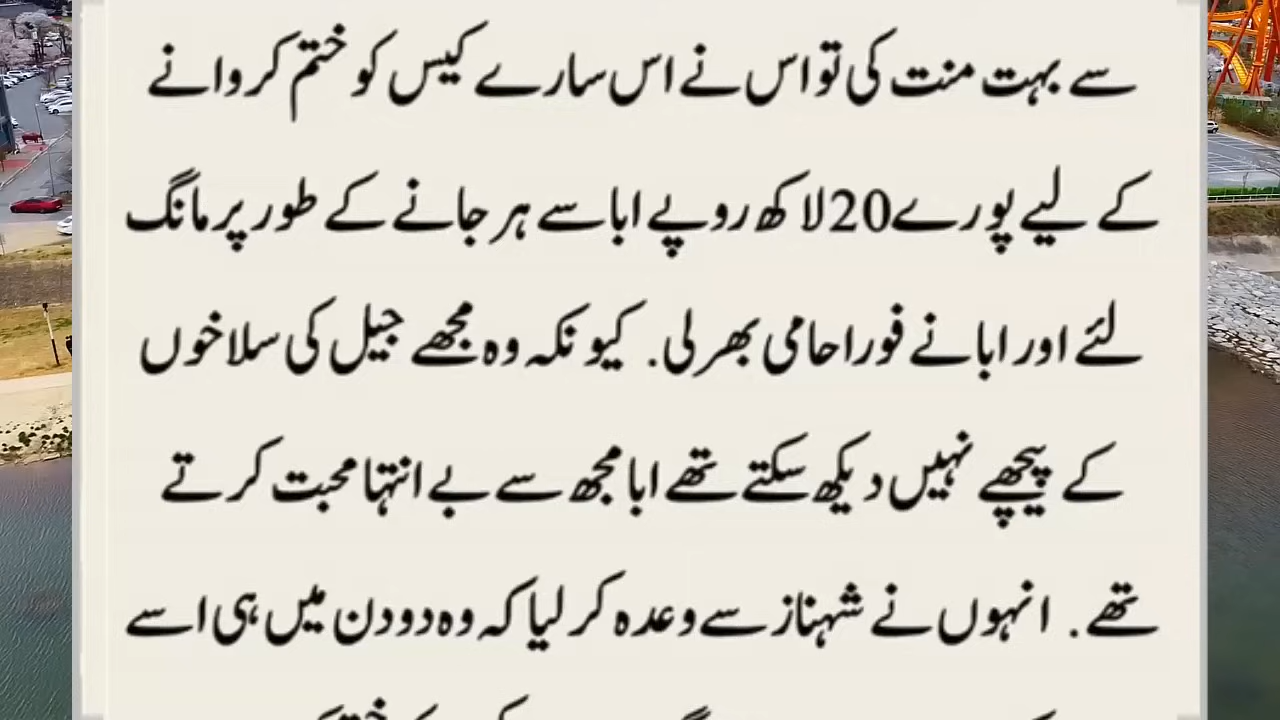 سے بہت منت کی تو اس نے اس سارے کیس کو ختم کروانے
کے لیے پورے 20 لاکھ روپے ابا سے ہرجانے کے طور پر مانگ
لئے اور ابا نے فورا حامی بھر لی. کیونکہ وہ مجھے جیل کی سلاخوں
کے پیچھے نہیں دیکھ سکتے تھے ابا مجھ سے بے انتہا محبت کرتے
تھے. انہوں نے شہناز سے وعدہ کر لیا کہ وہ دو دن میں ہی اسے